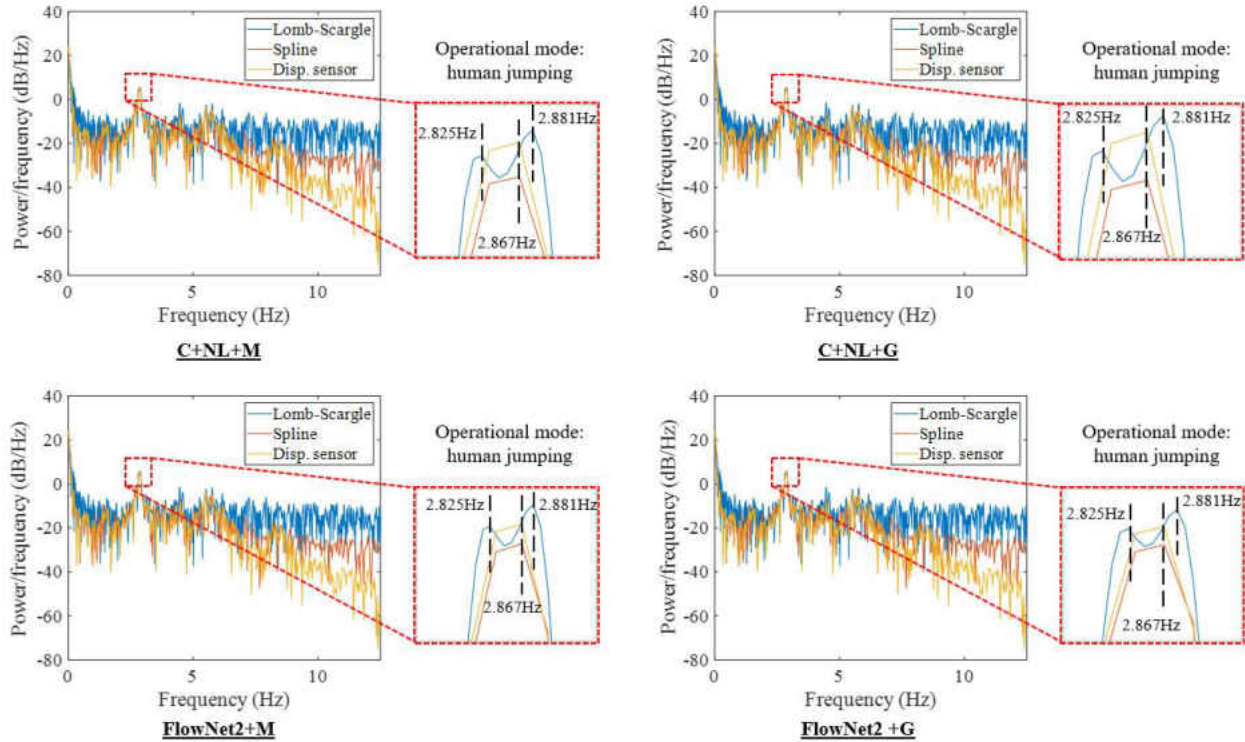 40
20
0
-20
-40
-60
-80
Power/frequency (dB/Hz)
Lomb-Scargle
Spline
Disp. sensor
0
5
10
Frequency (Hz)
Operational mode:
human jumping
2.825Hz
2.881Hz
2.867Hz
C+NL+M
40
20
0
-20
-40
-60
-80
Power/frequency (dB/Hz)
Lomb-Scargle
Spline
Disp. sensor
0
5
10
Frequency (Hz)
Operational mode:
human jumping
2.825Hz
2.881Hz
2.867Hz
C+NL+G
40
20
0
-20
-40
-60
-80
Power/frequency (dB/Hz)
Lomb-Scargle
Spline
Disp. sensor
0
5
10
Frequency (Hz)
Operational mode:
human jumping
2.825Hz
2.881Hz
2.867Hz
FlowNet2+M
40
20
0
-20
-40
-60
-80
Power/frequency (dB/Hz)
Lomb-Scargle
Spline
Disp. sensor
0
5
10
Frequency (Hz)
Operational mode:
human jumping
2.825Hz
2.881Hz
2.867Hz
FlowNet2 +G